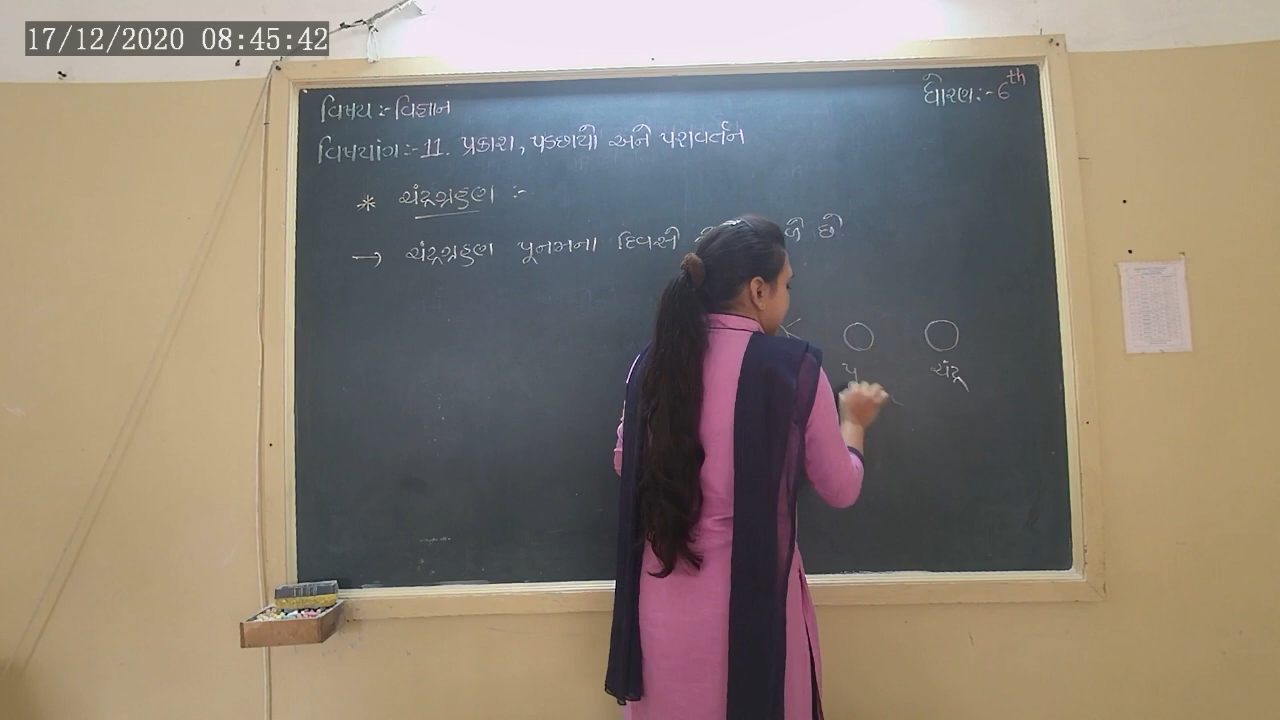 17/12/2020 08:45:42
વિષય :- વિજ્ઞાન
ધોરણ:- 6th
વિષયાંગ:- 11. પ્રકાશ, પડછાયો અને પરાવર્તન
* ચંદ્રગ્રહણ :-
→ ચંદ્રગ્રહણ પૂનમના દિવસે છે.
પૃ ચંદ્ર